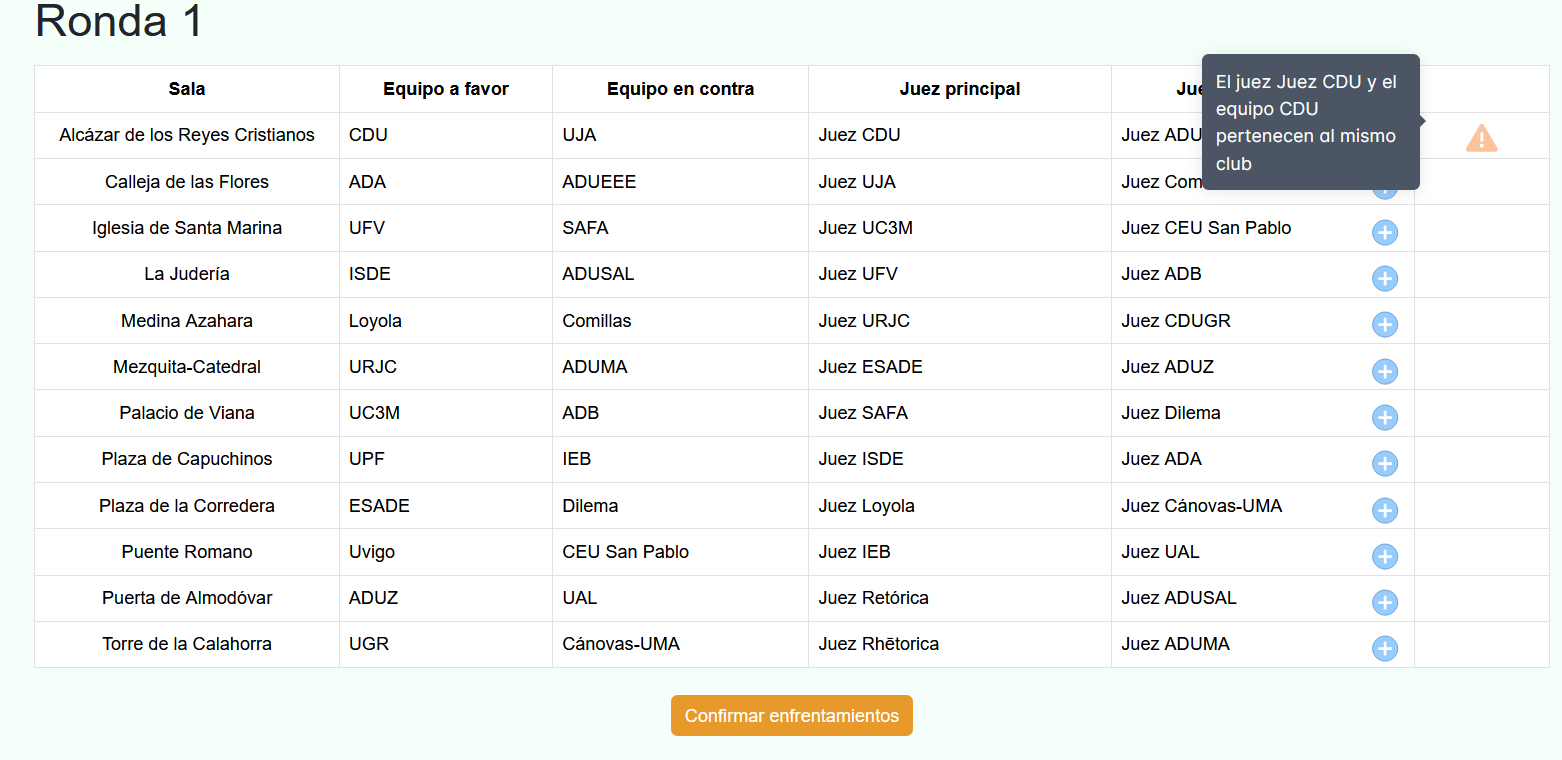 Ronda 1
Sala Equipo a favor Equipo en contra Juez principal
El juez Juez CDU y el
equipo CDU
pertenecen al mismo
club
Alcázar de los Reyes Cristianos CDU UJA Juez CDU Juez ADU
Calleja de las Flores ADA ADUEEE Juez UJA Juez Com
Iglesia de Santa Marina UFV SAFA Juez UC3M Juez CEU San Pablo
La Judería ISDE ADUSAL Juez UFV Juez ADB
Medina Azahara Loyola Comillas Juez URJC Juez CDUGR
Mezquita-Catedral URJC ADUMA Juez ESADE Juez ADUZ
Palacio de Viana UC3M ADB Juez SAFA Juez Dilema
Plaza de Capuchinos UPF IEB Juez ISDE Juez ADA
Plaza de la Corredera ESADE Dilema Juez Loyola Juez Cánovas-UMA
Puente Romano Uvigo CEU San Pablo Juez IEB Juez UAL
Puerta de Almodóvar ADUZ UAL Juez Retórica Juez ADUSAL
Torre de la Calahorra UGR Cánovas-UMA Juez Rhētorica Juez ADUMA
Confirmar enfrentamientos